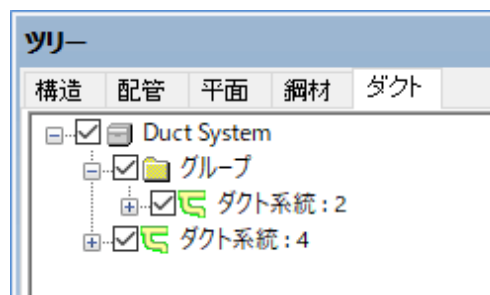 ツリー
構造 配管 平面 鋼材 ダクト
Duct System
グループ
ダクト系統 : 2
ダクト系統 : 4